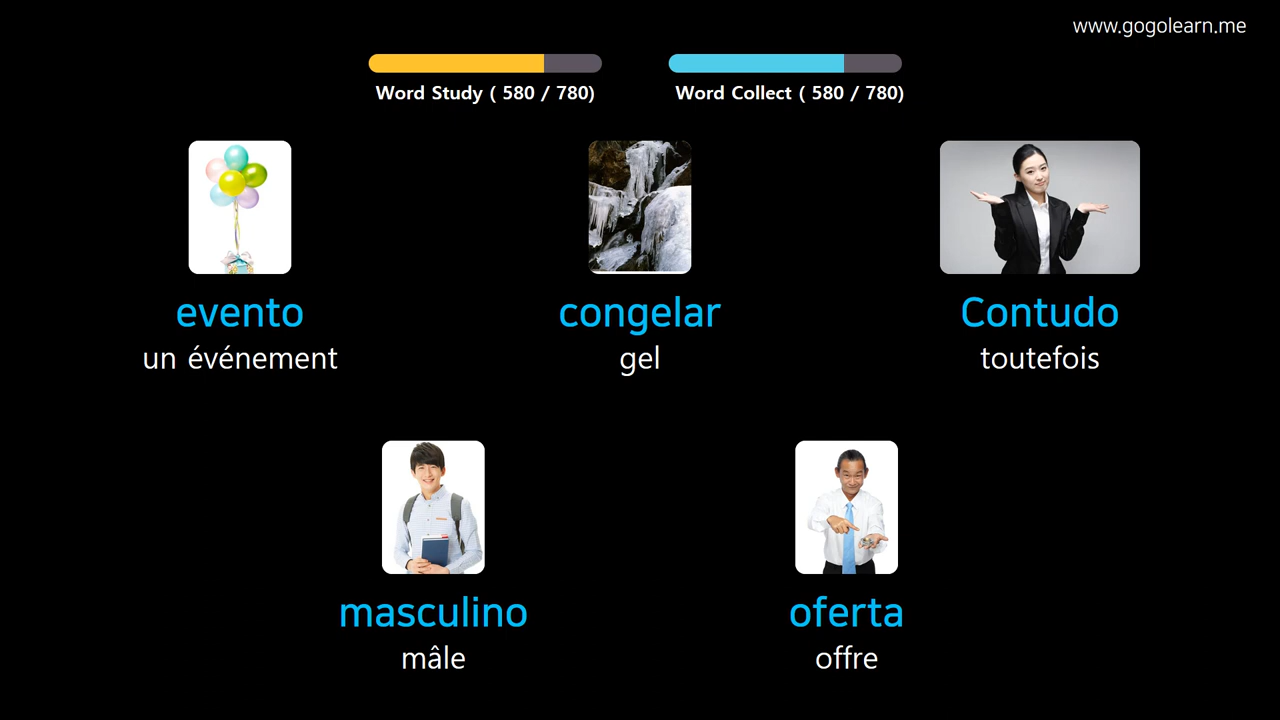 www.gogolearn.me
Word Study ( 580 / 780)
Word Collect ( 580 / 780)
evento
un événement
congelar
gel
Contudo
toutefois
masculino
mâle
oferta
offre